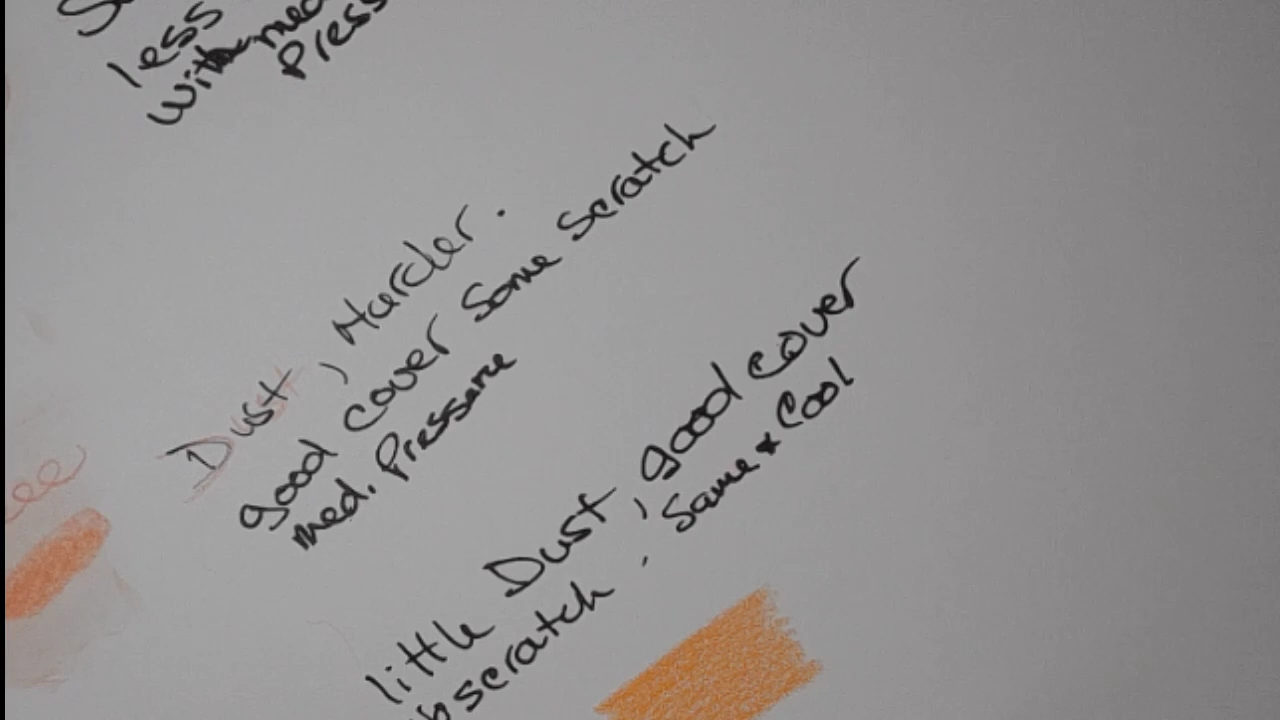 less
with med
Press
Dust, Harder.
good cover Some scratch
med. Pressure
little Dust, good cover
scratch. Same & Cool